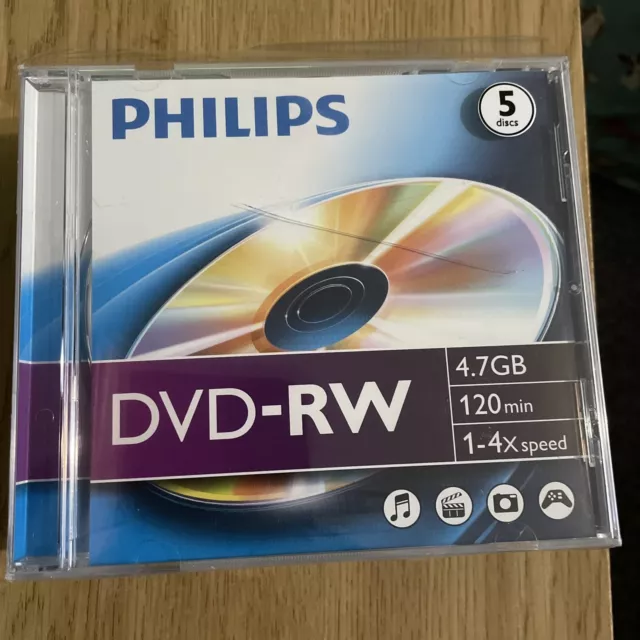 PHILIPS
5
discs
DVD-RW
4.7GB
120 min
1-4x speed